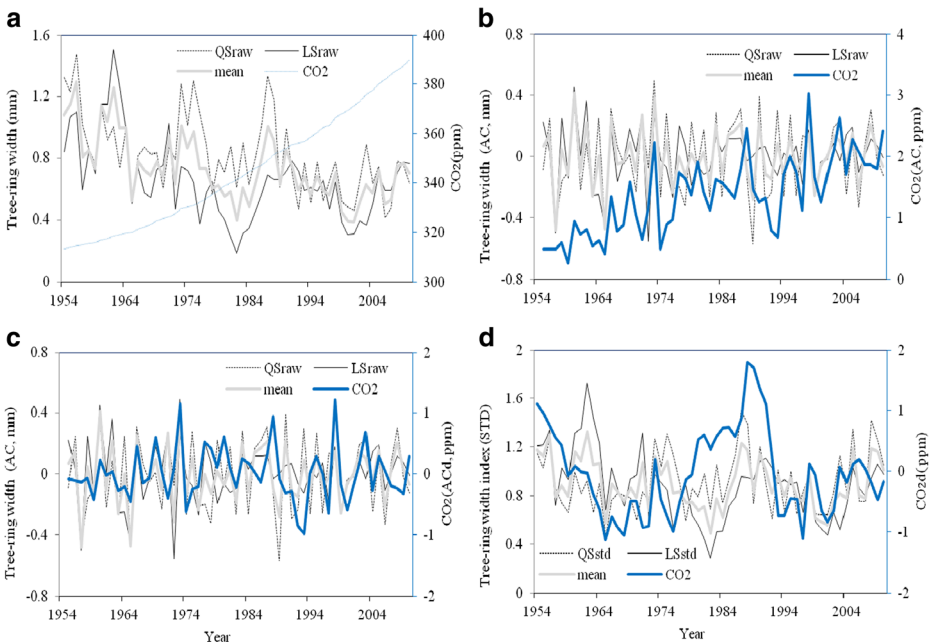 a
1.6
1.2
0.8
0.4
0
Tree-ring width (mm)
QSraw
LSraw
mean
CO2
400
380
360
340
320
300
CO2(ppm)
1954 1964 1974 1984 1994 2004
b
0.8
0.4
0
-0.4
-0.8
Tree-ring width (AC, mm)
QSraw
LSraw
mean
CO2
4
3
2
1
0
CO2(AC, ppm)
1954 1964 1974 1984 1994 2004
c
0.8
0.4
0
-0.4
-0.8
Tree-ring width (AC, mm)
QSraw
LSraw
mean
CO2
2
1
0
-1
-2
CO2(ACd, ppm)
1954 1964 1974 1984 1994 2004
Year
d
2
1.6
1.2
0.8
0.4
0
Tree-ring width index (STD)
QSstd
LSstd
mean
CO2
2
1
0
-1
-2
CO2d(ppm)
1954 1964 1974 1984 1994 2004
Year